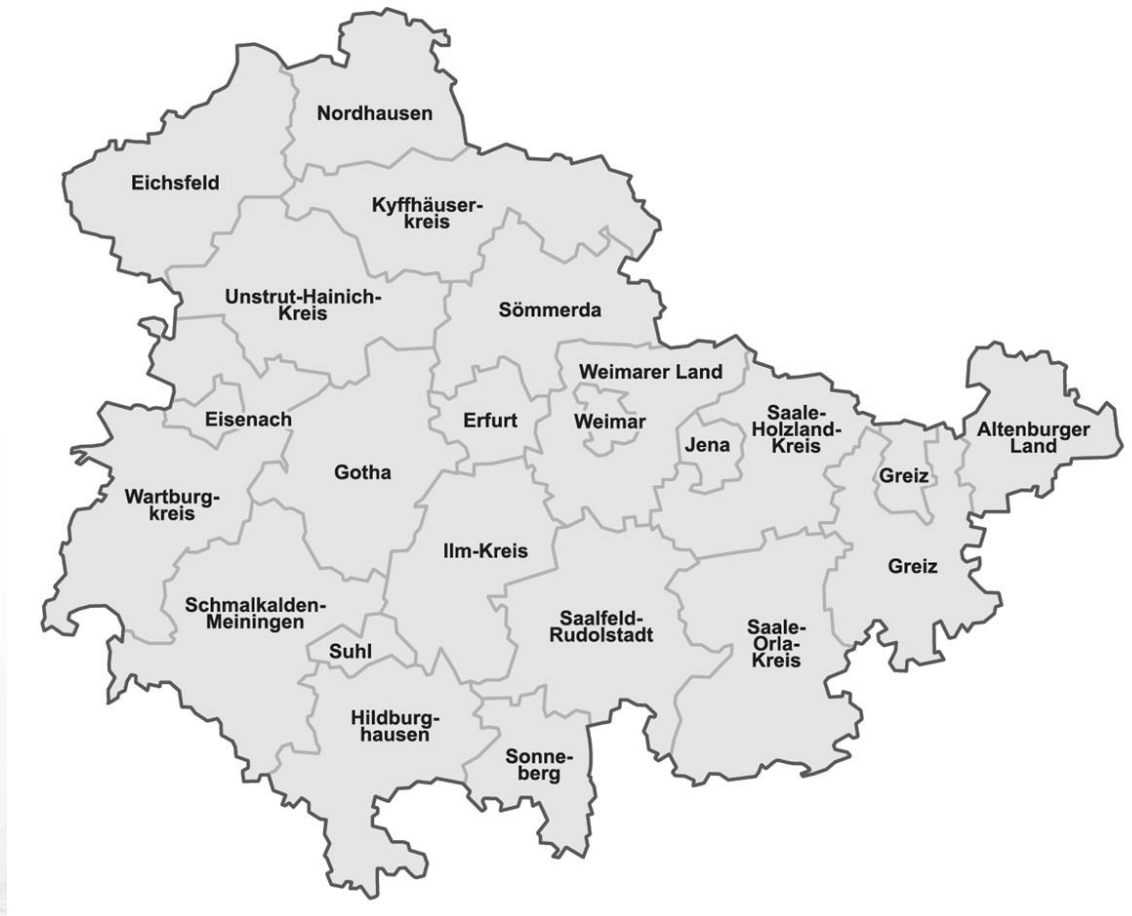 Nordhausen
Eichsfeld
Kyffhäuser-
kreis
Unstrut-Hainich-
Kreis
Sömmerda
Weimarer Land
Eisenach
Erfurt
Weimar
Jena
Saale-
Holzland-
Kreis
Altenburger
Land
Gotha
Greiz
Wartburg-
kreis
Ilm-Kreis
Greiz
Schmalkalden-
Meiningen
Saalfeld-
Rudolstadt
Suhl
Saale-
Orla-
Kreis
Hildburg-
hausen
Sonne-
berg